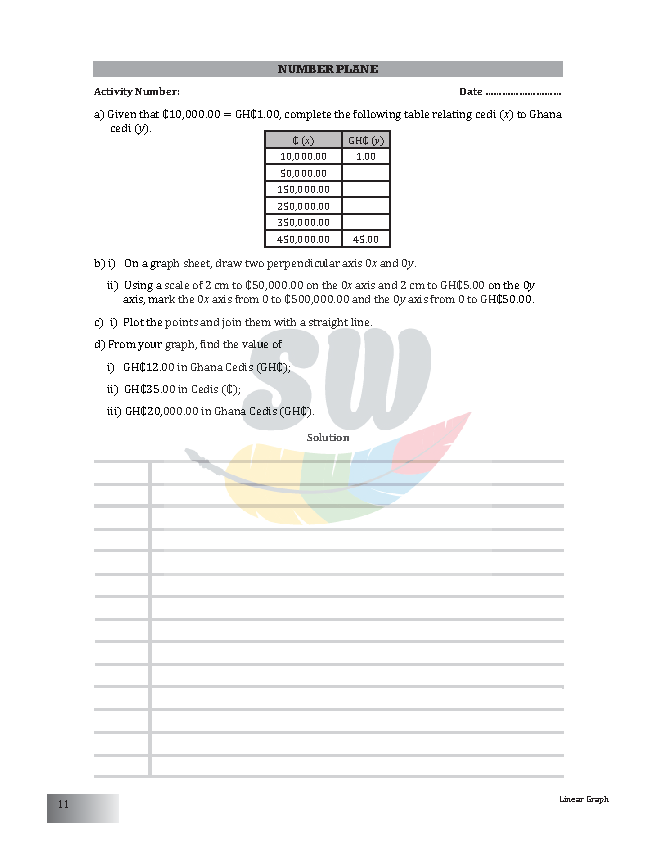 NUMBER PLANE
Activity Number: Date ...........................
a) Given that ₵10,000.00 = GH₵1.00, complete the following table relating cedi (x) to Ghana
cedi (y).
₵ (x) GH₵ (y)
10,000.00 1.00
50,000.00
150,000.00
250,000.00
350,000.00
450,000.00 45.00
b) i) On a graph sheet, draw two perpendicular axis 0x and 0y.
ii) Using a scale of 2 cm to ₵50,000.00 on the 0x axis and 2 cm to GH₵5.00 on the 0y
axis, mark the 0x axis from 0 to ₵500,000.00 and the 0y axis from 0 to GH₵50.00.
c) i) Plot the points and join them with a straight line.
d) From your graph, find the value of
i) GH₵12.00 in Ghana Cedis (GH₵);
ii) GH₵35.00 in Cedis (₵);
iii) GH₵20,000.00 in Ghana Cedis (GH₵).
SW
Solution
11
Linear Graph